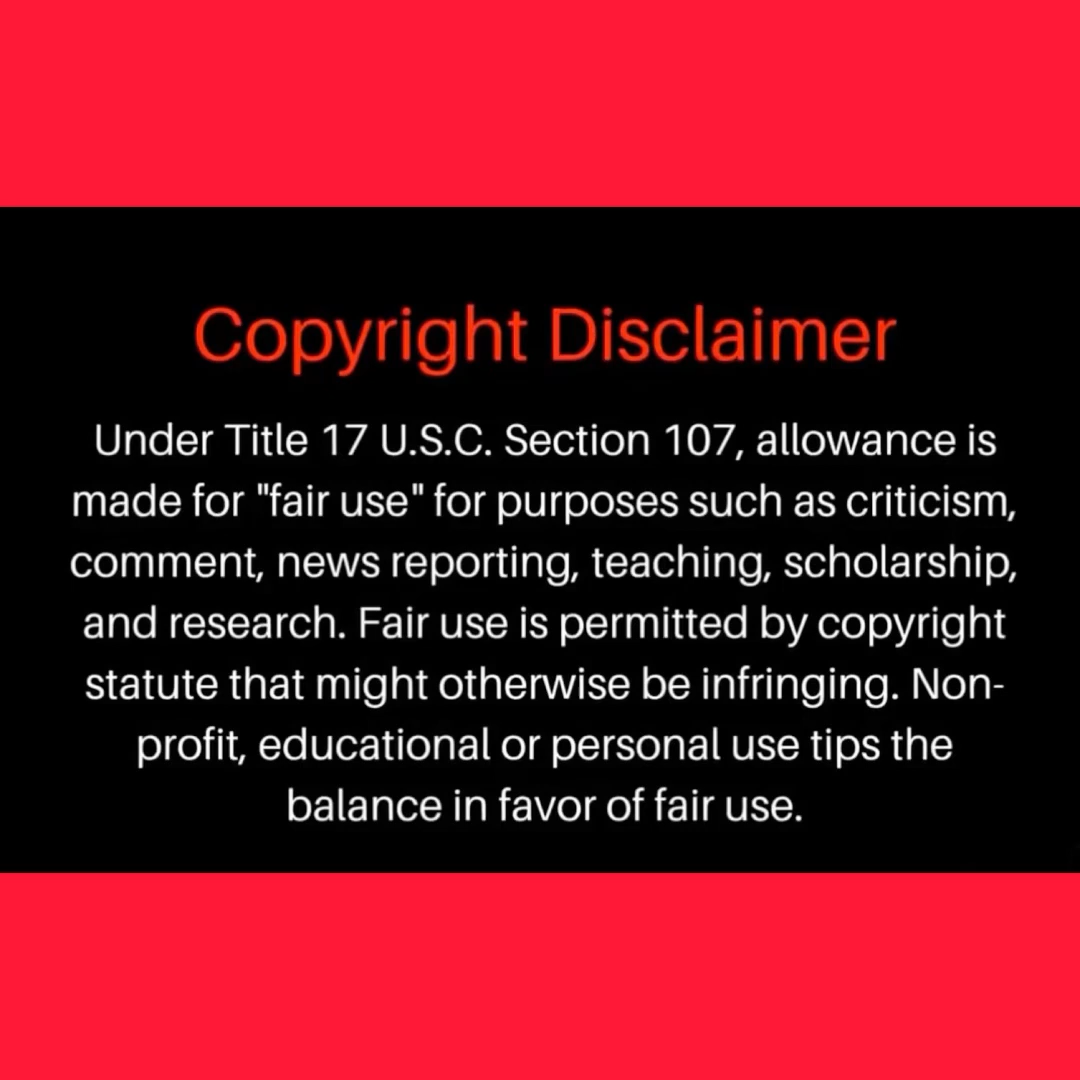 Copyright Disclaimer
Under Title 17 U.S.C. Section 107, allowance is
made for "fair use" for purposes such as criticism,
comment, news reporting, teaching, scholarship,
and research. Fair use is permitted by copyright
statute that might otherwise be infringing. Non-
profit, educational or personal use tips the
balance in favor of fair use.